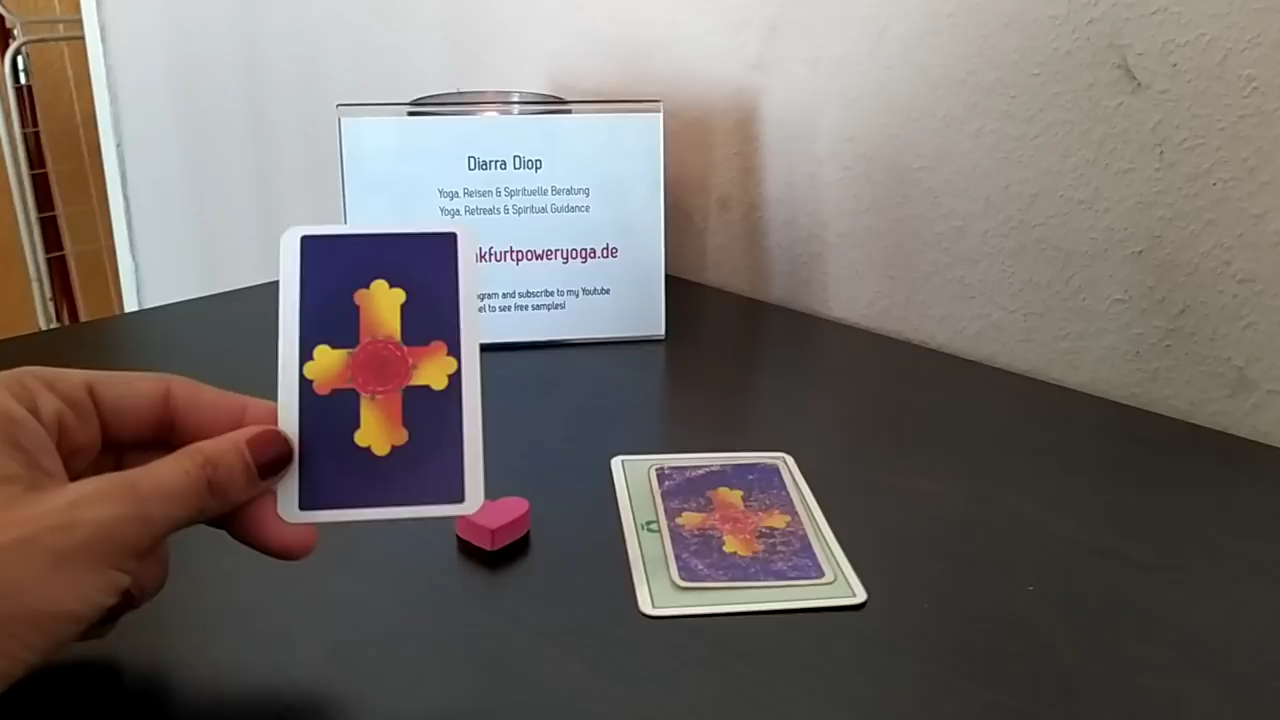 Diarra Diop
Yoga, Reisen & Spirituelle Beratung
Yoga, Retreats & Spiritual Guidance
kfurtpoweryoga.de
gram and subscribe to my Youtube
el to see free samples!